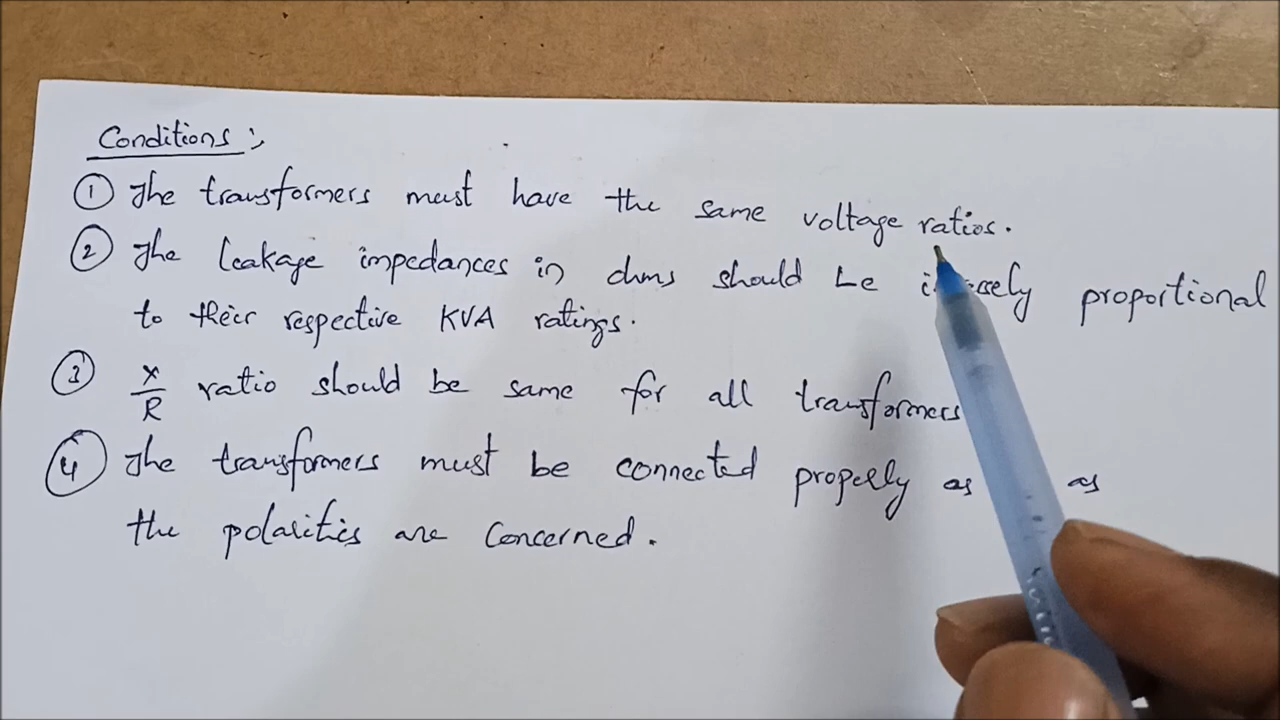 Conditions :
① The transformers must have the same voltage ratios.
② The leakage impedances in ohms should be proportional
to their respective KVA ratings.
③ X/R ratio should be same for all transformers
④ The transformers must be connected properly as as
the polarities are concerned.